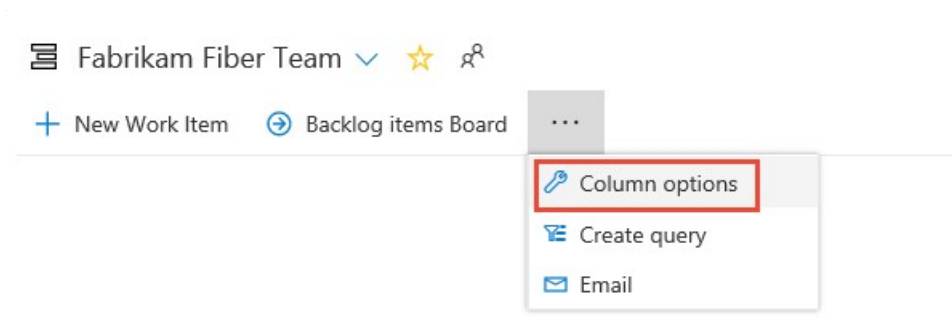 Fabrikam Fiber Team
New Work Item Backlog items Board ...
Column options
Create query
Email